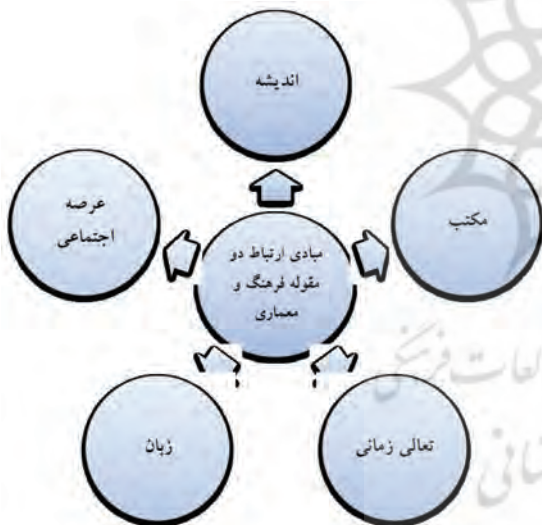 اندیشه
مکتب
عرصه
اجتماعی
مبادی ارتباط دو
مقوله فرهنگ و
معماری
تعالی زمانی
زبان